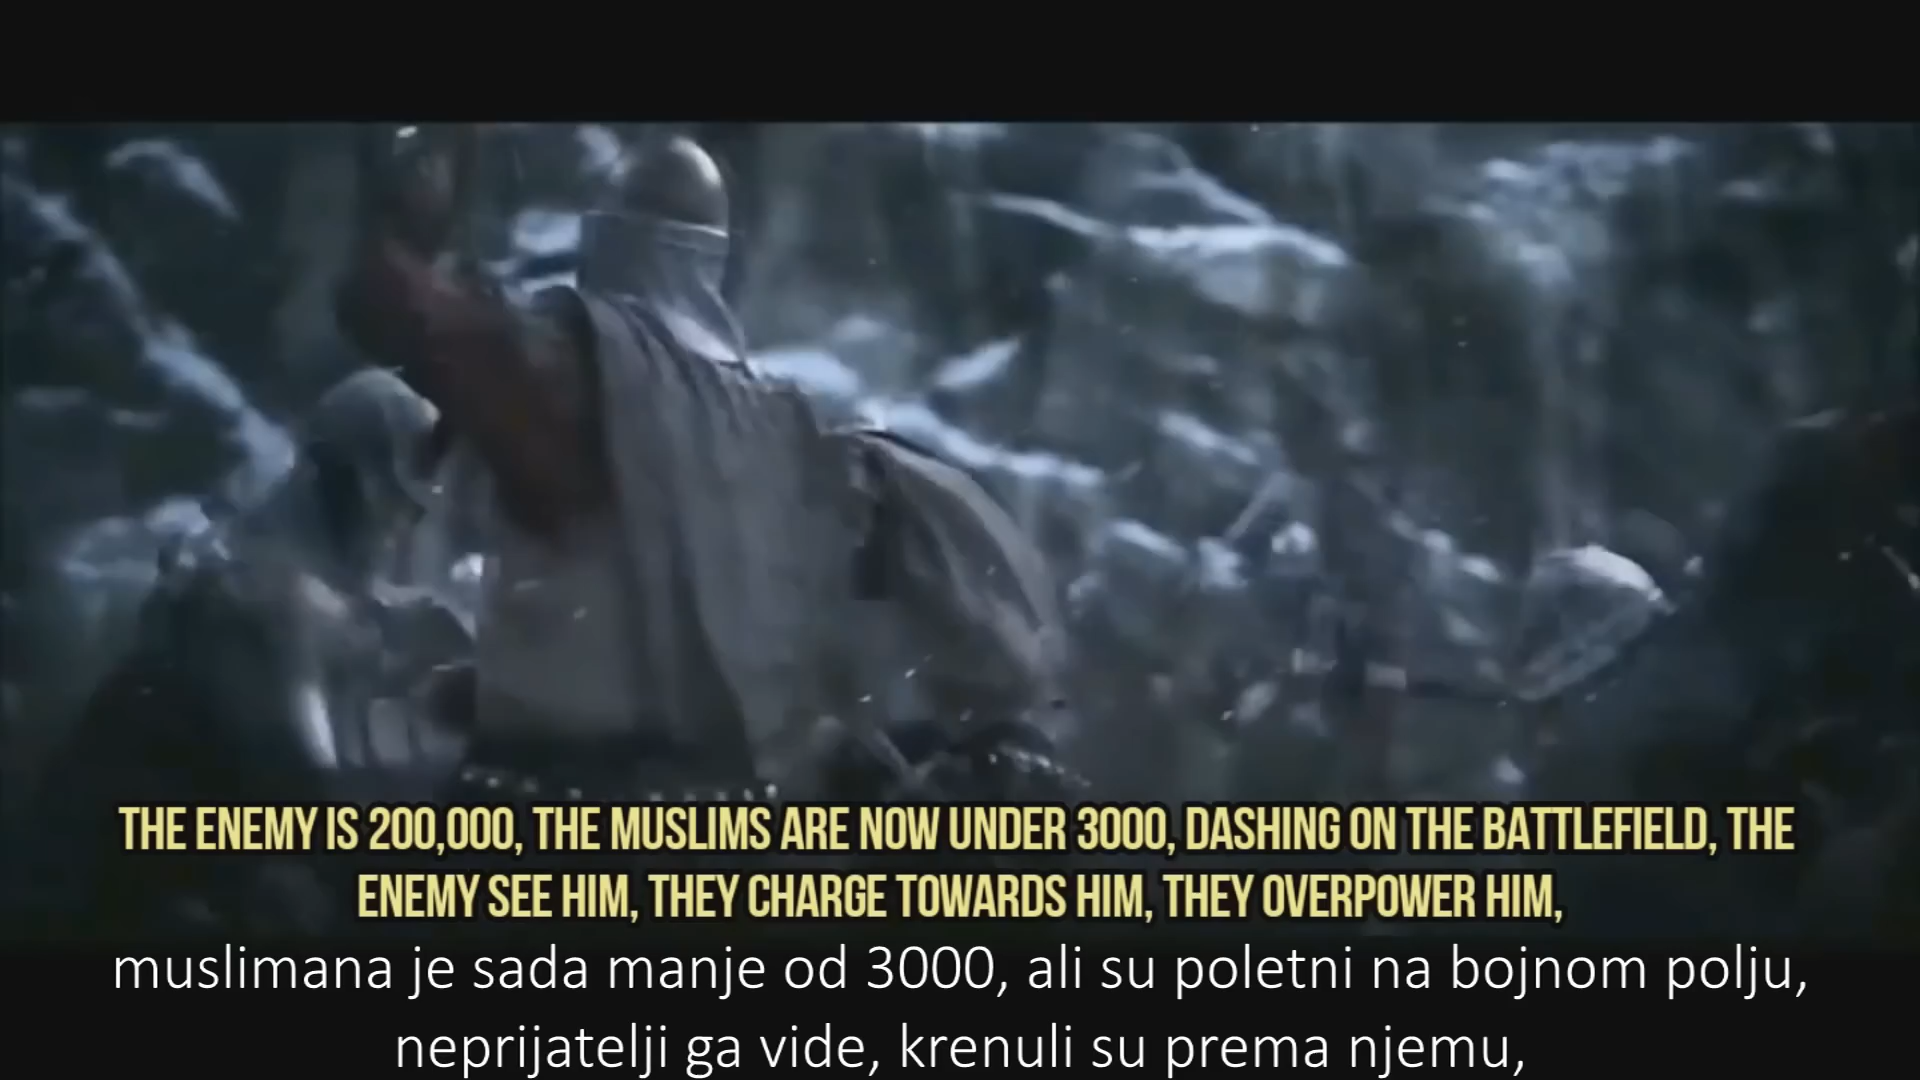 THE ENEMY IS 200,000, THE MUSLIMS ARE NOW UNDER 3000, DASHING ON THE BATTLEFIELD, THE
ENEMY SEE HIM, THEY CHARGE TOWARDS HIM, THEY OVERPOWER HIM,
muslimana je sada manje od 3000, ali su poletni na bojnom polju,
neprijatelji ga vide, krenuli su prema njemu,